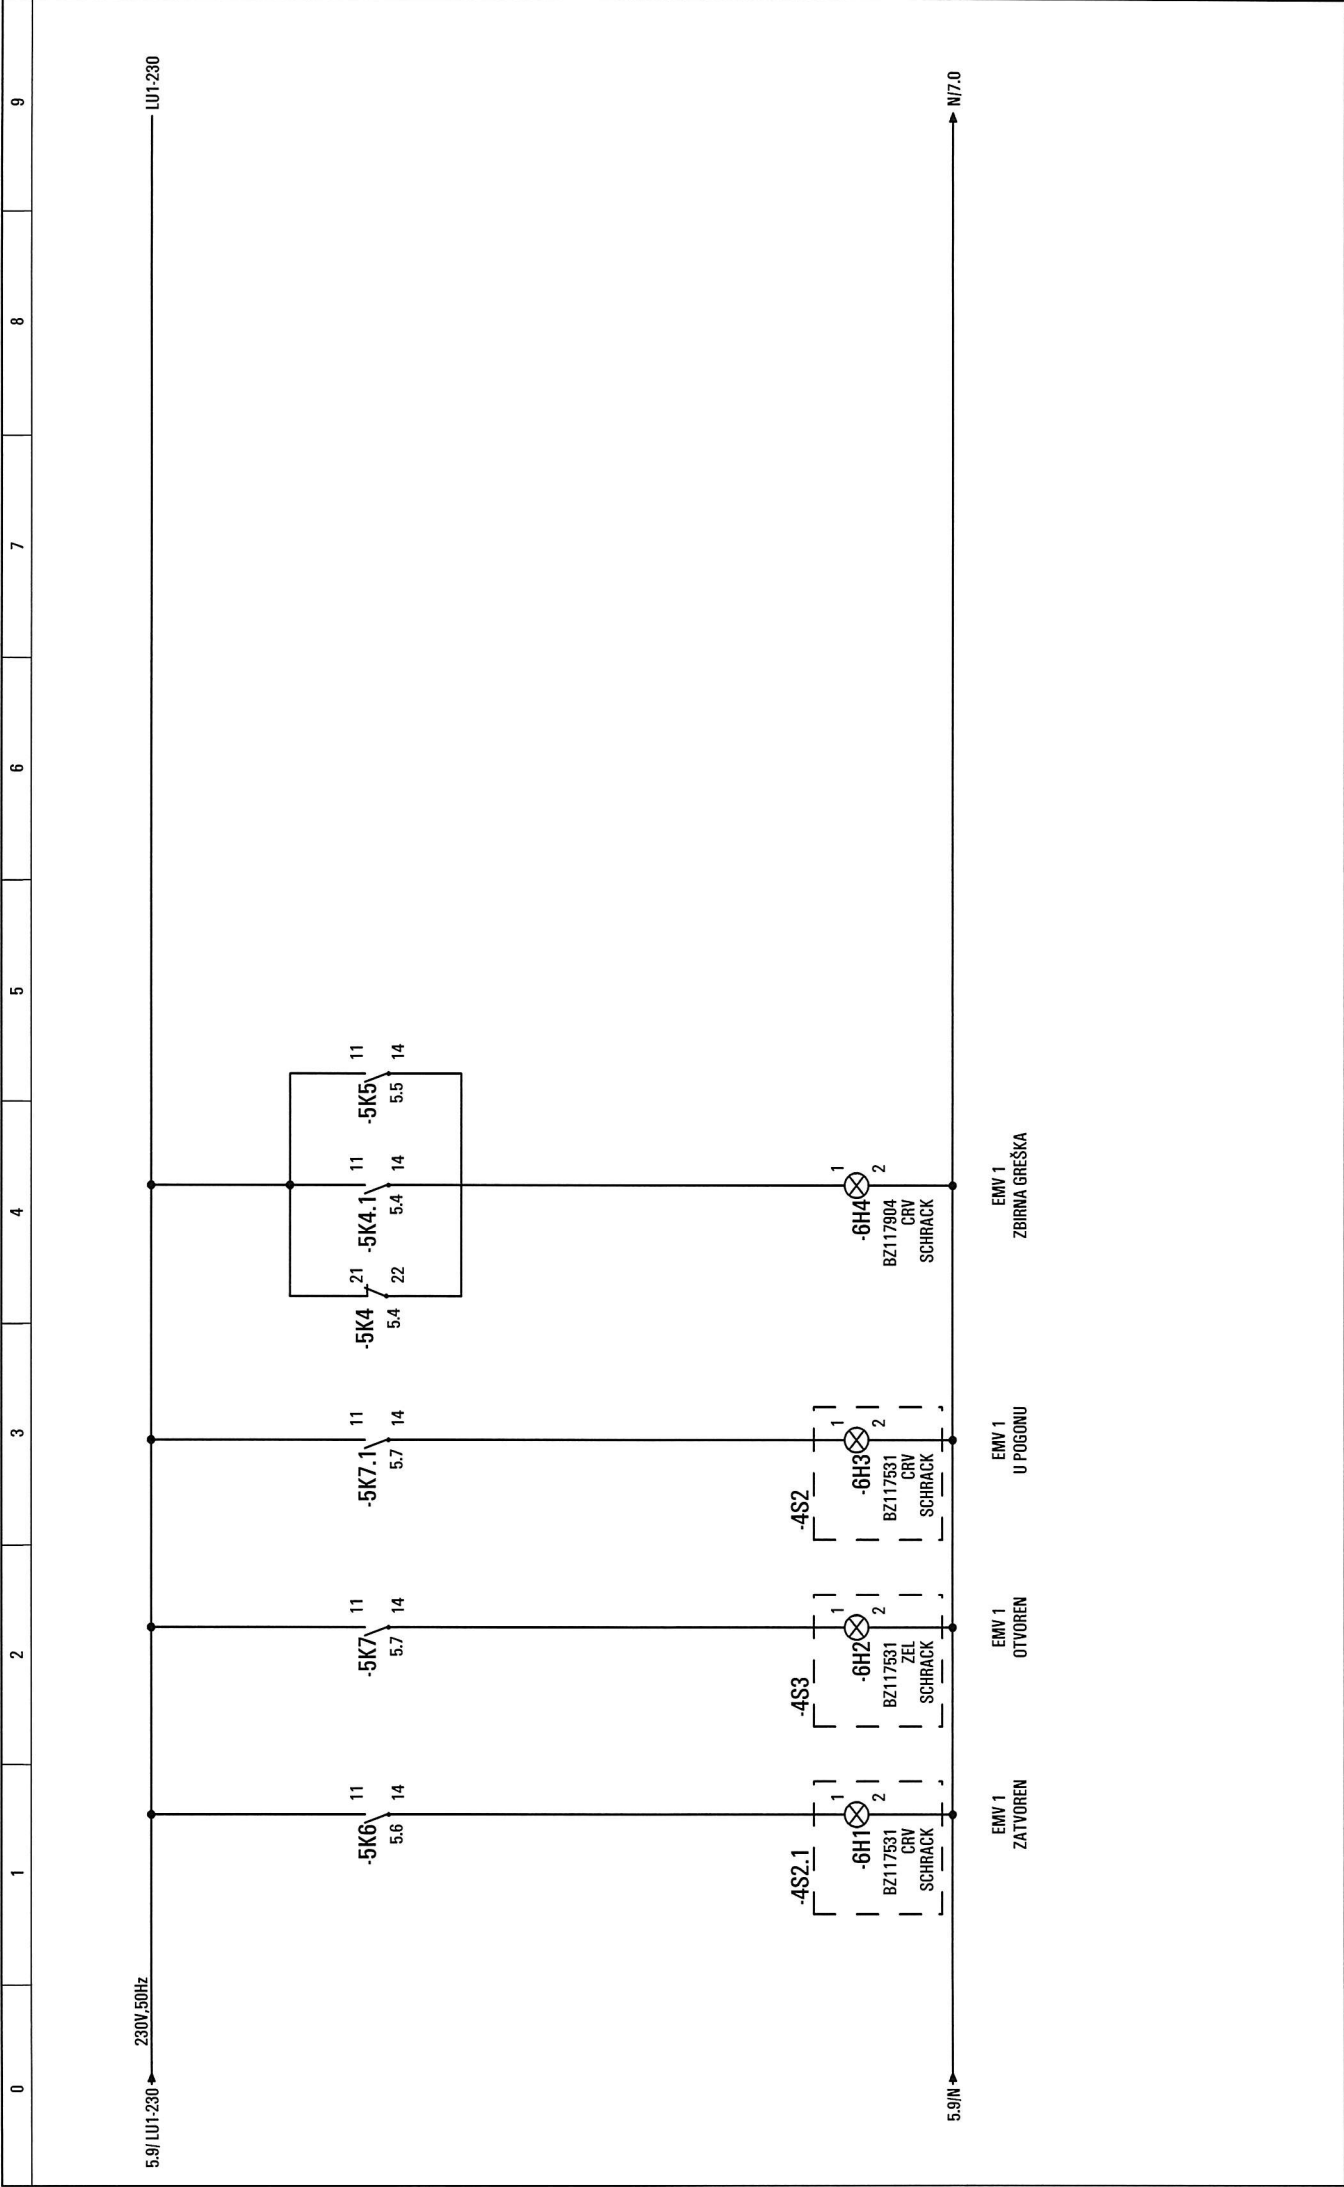 0
1
2
3
4
5
6
7
8
9
230V,50Hz
5.9/ LU1-230
LU1-230
-5K6
11
14
5.6
-5K7
11
14
5.7
-5K7.1
11
14
5.7
-5K4
21
22
5.4
-5K4.1
11
14
5.4
-5K5
11
14
5.5
-4S2.1
-6H1
1
2
BZ117531
CRV
SCHRACK
-4S3
-6H2
1
2
BZ117531
ZEL
SCHRACK
-4S2
-6H3
1
2
BZ117531
CRV
SCHRACK
-6H4
1
2
BZ117904
CRV
SCHRACK
5.9/N
N/7.0
EMV 1
ZATVOREN
EMV 1
OTVOREN
EMV 1
U POGONU
EMV 1
ZBIRNA GREŠKA